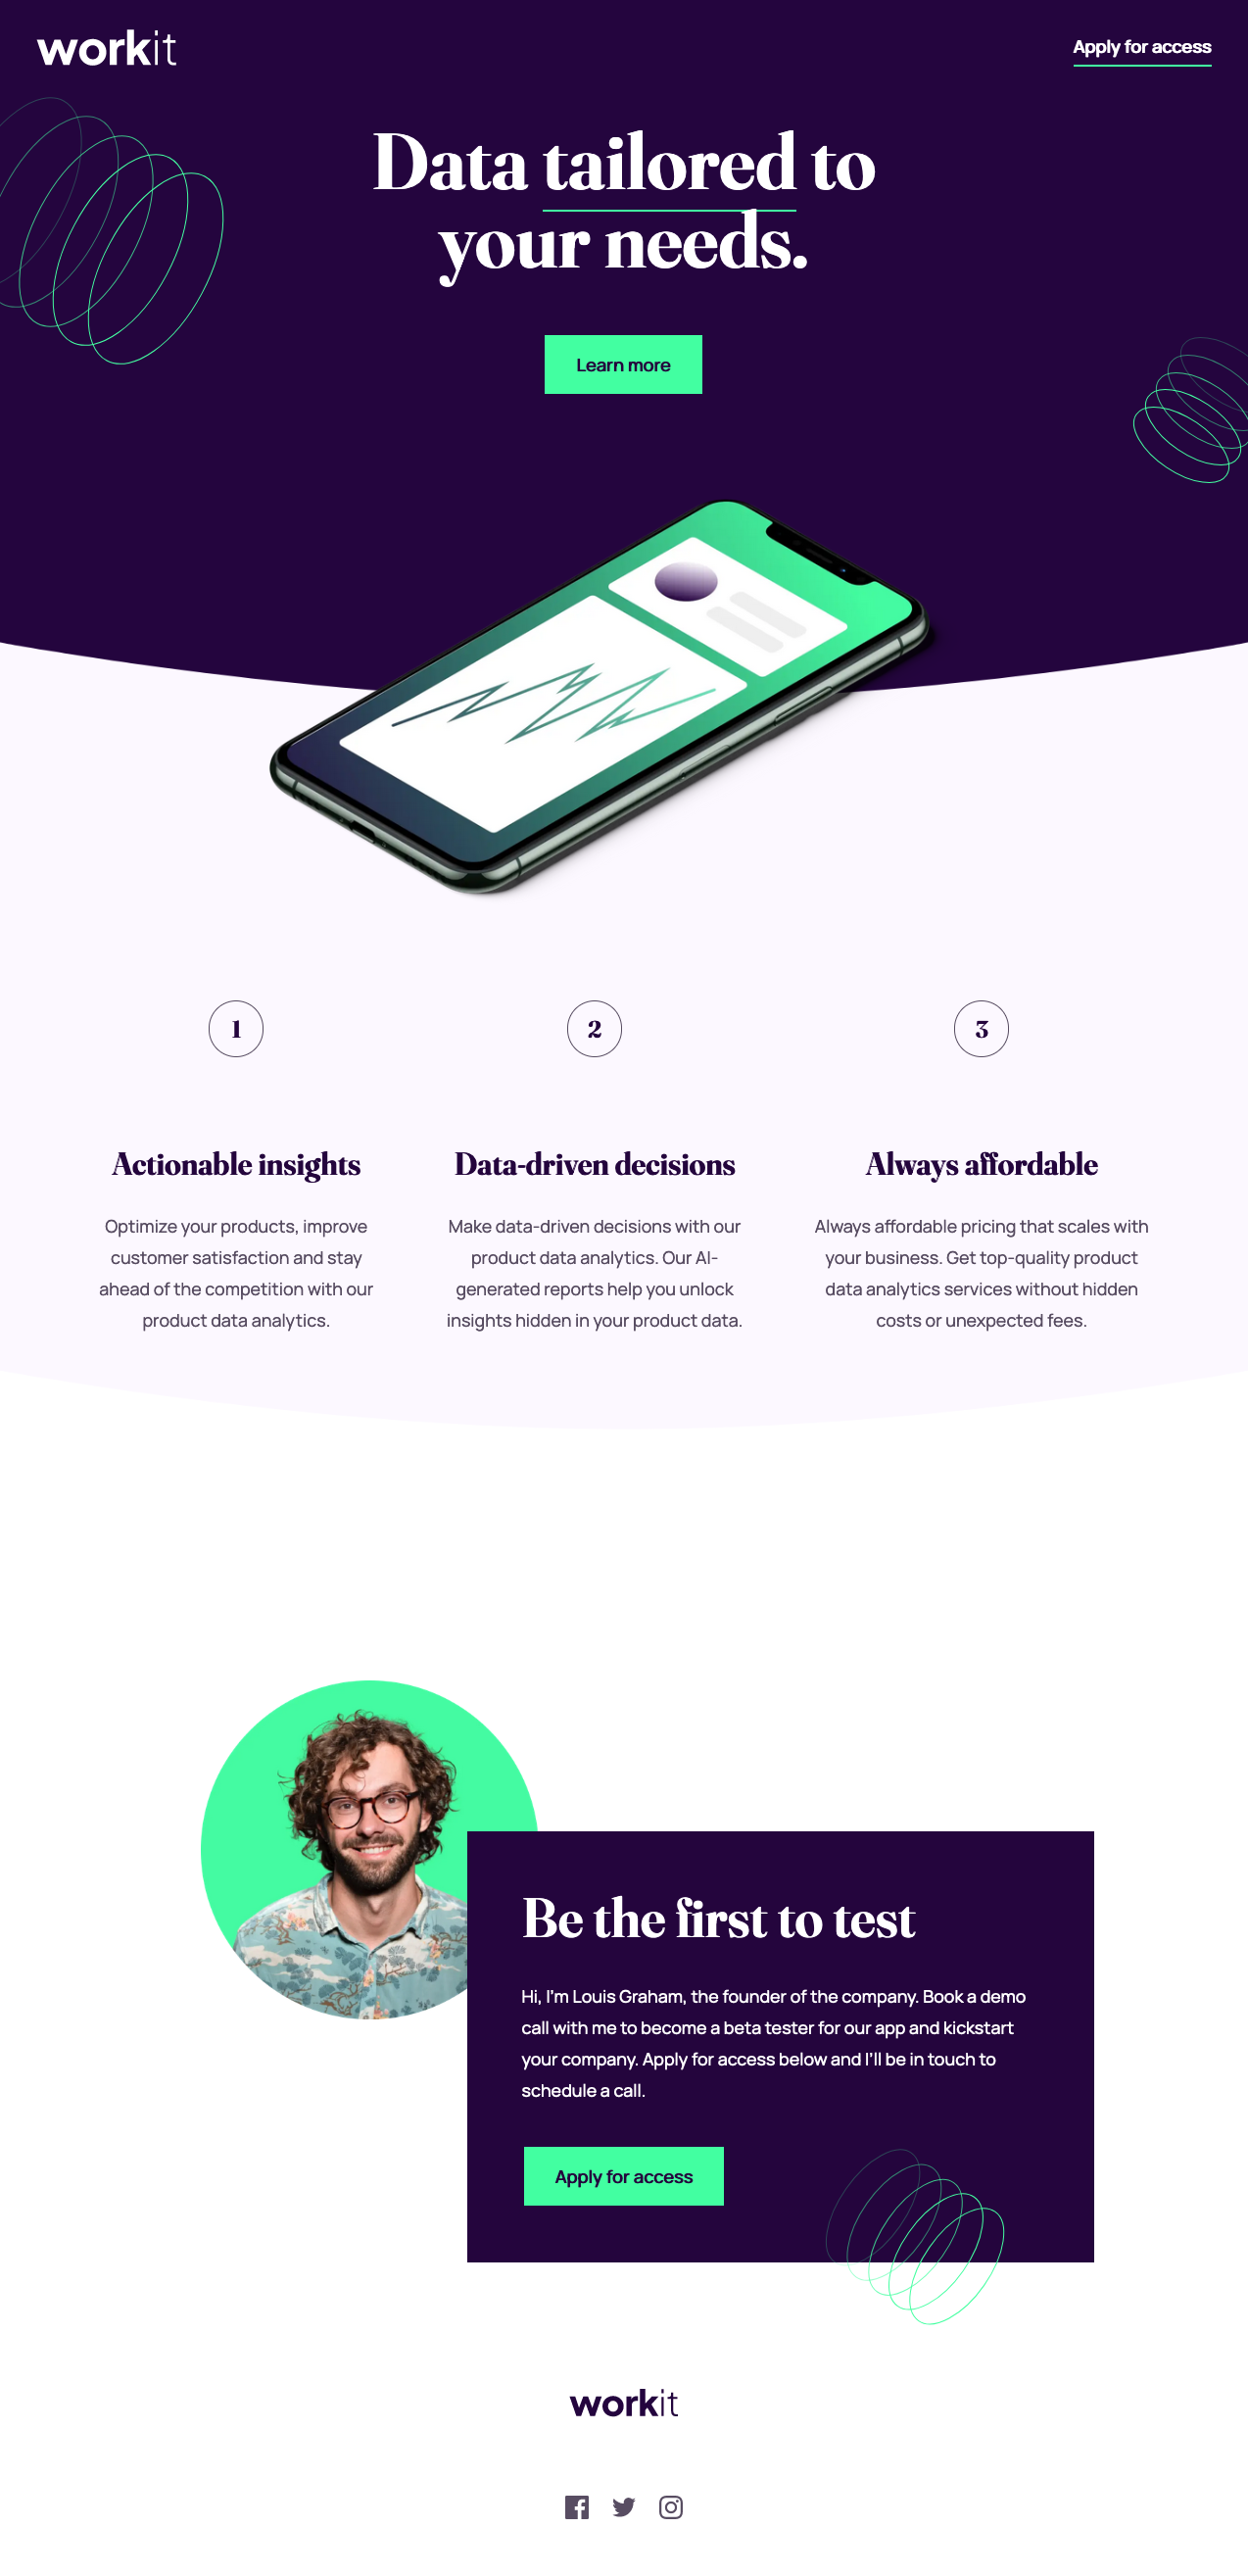 workit
Apply for access
Data tailored to
your needs.
Learn more
1
Actionable insights
Optimize your products, improve
customer satisfaction and stay
ahead of the competition with our
product data analytics.
2
Data-driven decisions
Make data-driven decisions with our
product data analytics. Our AI-
generated reports help you unlock
insights hidden in your product data.
3
Always affordable
Always affordable pricing that scales with
your business. Get top-quality product
data analytics services without hidden
costs or unexpected fees.
Be the first to test
Hi, I'm Louis Graham, the founder of the company. Book a demo
call with me to become a beta tester for our app and kickstart
your company. Apply for access below and I’ll be in touch to
schedule a call.
Apply for access
workit